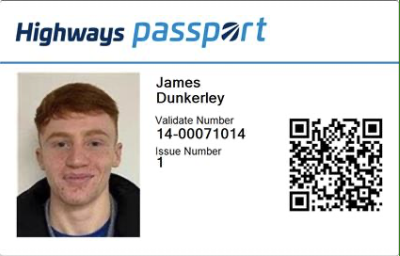 Highways passport
James
Dunkerley
Validate Number
14-00071014
Issue Number
1